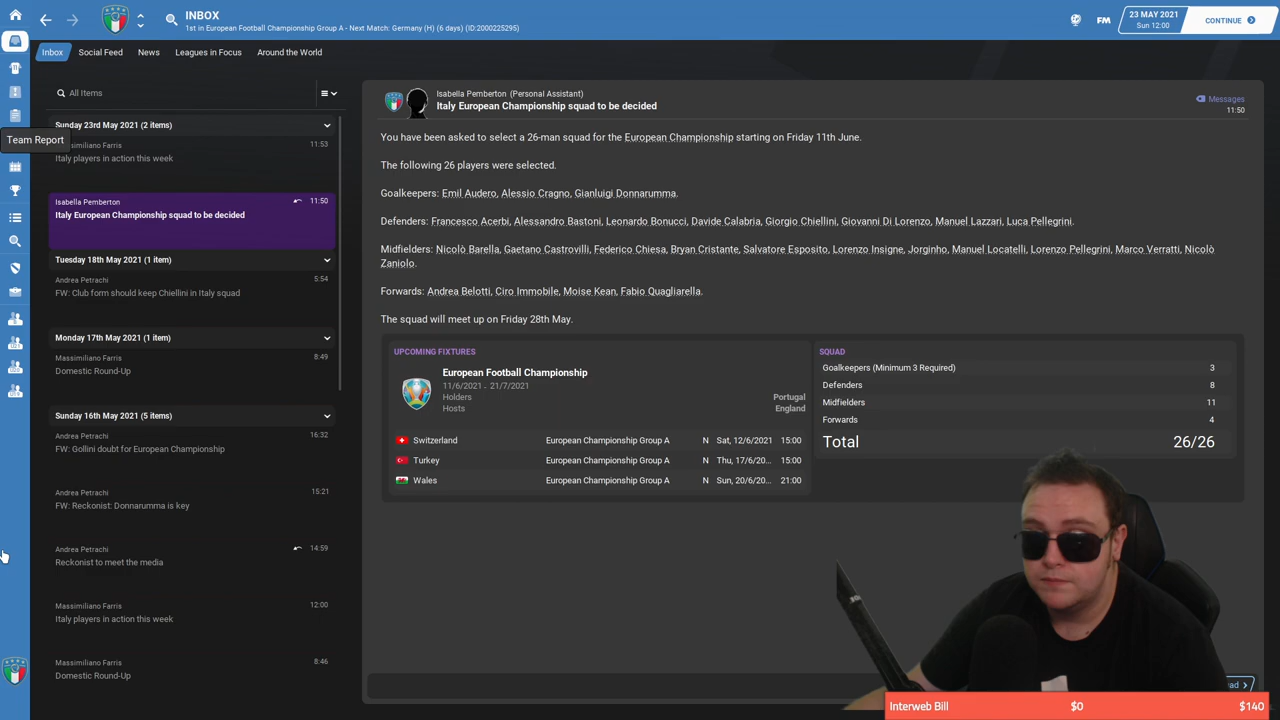 INBOX
1st in European Football Championship Group A - Next Match: Germany (H) (6 days) (ID:2000225295)
FM
23 MAY 2021
Sun 12:00
CONTINUE
Inbox
Social Feed
News
Leagues in Focus
Around the World
All Items
Sunday 23rd May 2021 (2 items)
Team Report
Farris
11:53
Italy players in action this week
Isabella Pemberton
11:50
Italy European Championship squad to be decided
Tuesday 18th May 2021 (1 item)
Andrea Petrachi
5:54
FW: Club form should keep Chiellini in Italy squad
Monday 17th May 2021 (1 item)
Massimiliano Farris
8:49
Domestic Round-Up
Sunday 16th May 2021 (5 items)
Andrea Petrachi
16:32
FW: Gollini doubt for European Championship
Andrea Petrachi
15:21
FW: Reckonist: Donnarumma is key
Andrea Petrachi
14:59
Reckonist to meet the media
Massimiliano Farris
12:00
Italy players in action this week
Massimiliano Farris
8:46
Domestic Round-Up
Isabella Pemberton (Personal Assistant)
Italy European Championship squad to be decided
Messages
11:50
You have been asked to select a 26-man squad for the European Championship starting on Friday 11th June.
The following 26 players were selected.
Goalkeepers: Emil Audero, Alessio Cragno, Gianluigi Donnarumma.
Defenders: Francesco Acerbi, Alessandro Bastoni, Leonardo Bonucci, Davide Calabria, Giorgio Chiellini, Giovanni Di Lorenzo, Manuel Lazzari, Luca Pellegrini.
Midfielders: Nicolò Barella, Gaetano Castrovilli, Federico Chiesa, Bryan Cristante, Salvatore Esposito, Lorenzo Insigne, Jorginho, Manuel Locatelli, Lorenzo Pellegrini, Marco Verratti, Nicolò
Zaniolo.
Forwards: Andrea Belotti, Ciro Immobile, Moise Kean, Fabio Quagliarella.
The squad will meet up on Friday 28th May.
UPCOMING FIXTURES
European Football Championship
11/6/2021 - 21/7/2021
Holders
Portugal
Hosts
England
Switzerland European Championship Group A N Sat, 12/6/2021 15:00
Turkey European Championship Group A N Thu, 17/6/20... 15:00
Wales European Championship Group A N Sun, 20/6/20... 21:00
SQUAD
Goalkeepers (Minimum 3 Required) 3
Defenders 8
Midfielders 11
Forwards 4
Total 26/26
Interweb Bill $0 $140